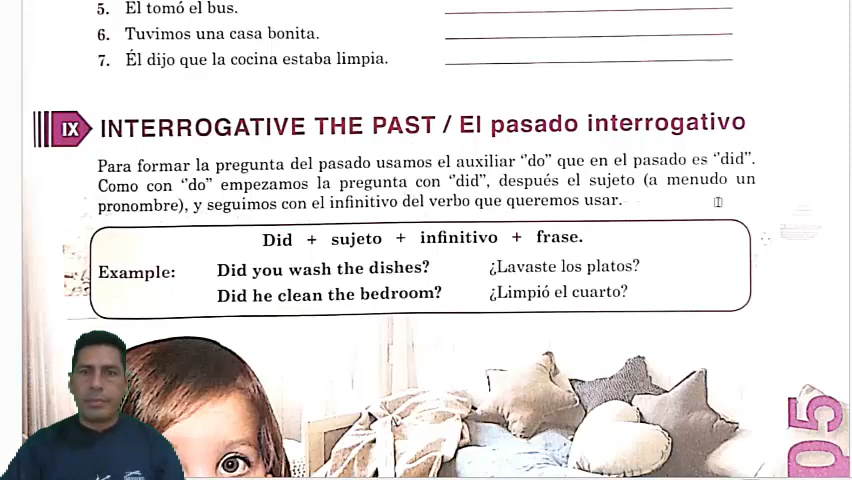 5. Él tomó el bus.
6. Tuvimos una casa bonita.
7. Él dijo que la cocina estaba limpia.
IX INTERROGATIVE THE PAST / El pasado interrogativo
Para formar la pregunta del pasado usamos el auxiliar “do” que en el pasado es “did”.
Como con “do” empezamos la pregunta con “did”, después el sujeto (a menudo un
pronombre), y seguimos con el infinitivo del verbo que queremos usar.
Did + sujeto + infinitivo + frase.
Example: Did you wash the dishes? ¿Lavaste los platos?
Did he clean the bedroom? ¿Limpió el cuarto?
05